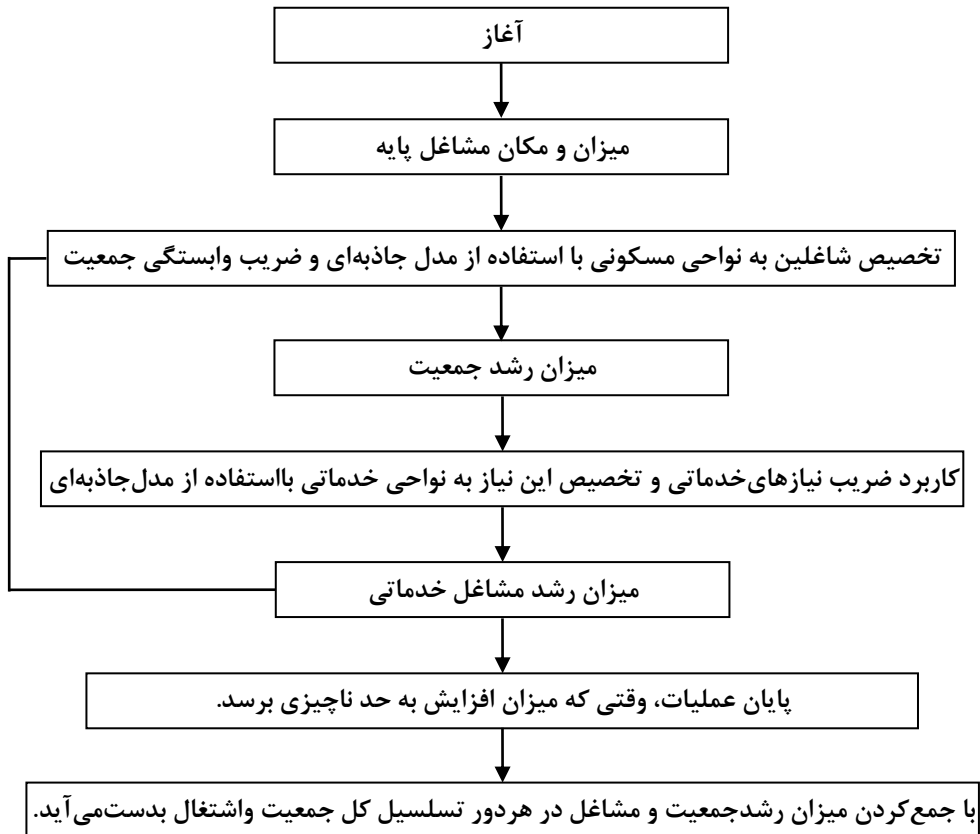 آغاز
میزان و مکان مشاغل پایه
تخصیص شاغلین به نواحی مسکونی با استفاده از مدل جاذبه‌ای و ضریب وابستگی جمعیت
میزان رشد جمعیت
کاربرد ضریب نیازهای‌خدماتی و تخصیص این نیاز به نواحی خدماتی بااستفاده از مدل‌جاذبه‌ای
میزان رشد مشاغل خدماتی
پایان عملیات، وقتی که میزان افزایش به حد ناچیزی برسد.
با جمع‌کردن میزان رشدجمعیت و مشاغل در هردور تسلسیل کل جمعیت واشتغال بدست‌می‌آید.